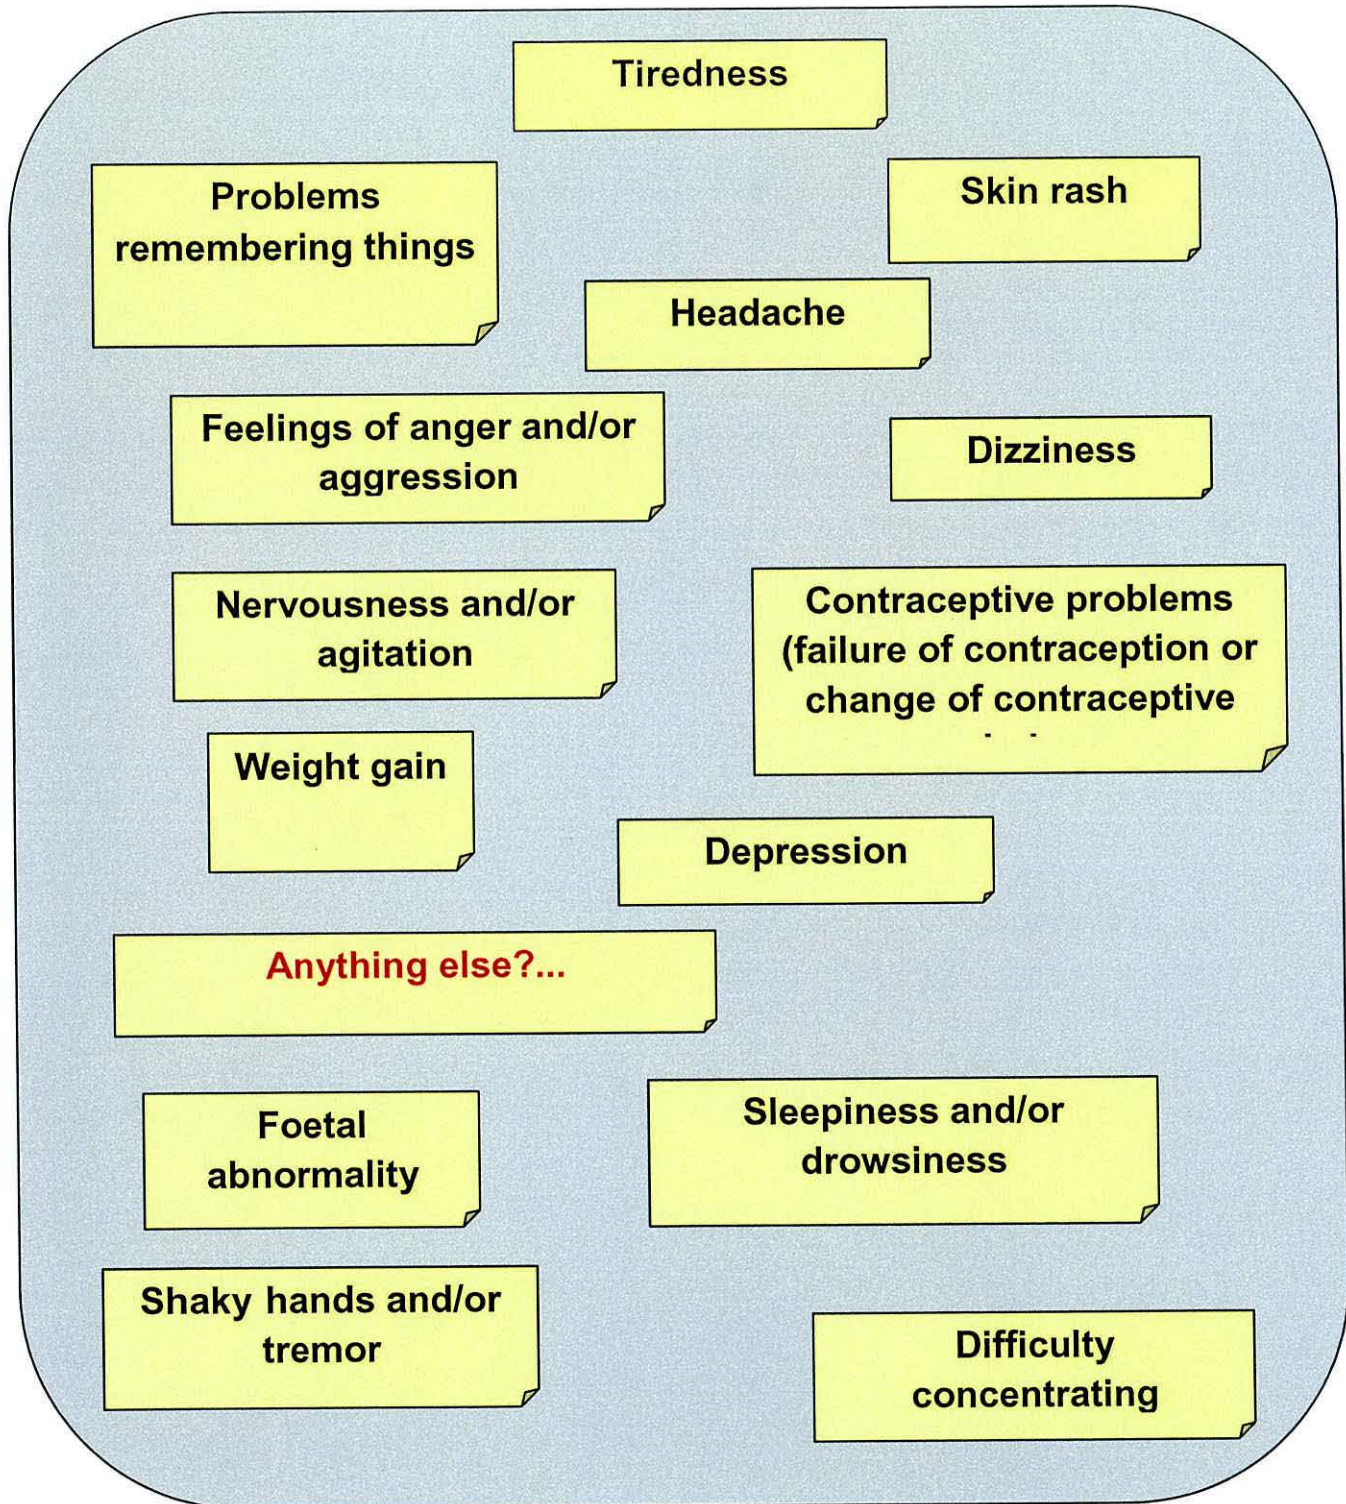 Tiredness
Problems
remembering things
Skin rash
Headache
Feelings of anger and/or
aggression
Dizziness
Nervousness and/or
agitation
Contraceptive problems
(failure of contraception or
change of contraceptive
Weight gain
Depression
Anything else?...
Foetal
abnormality
Sleepiness and/or
drowsiness
Shaky hands and/or
tremor
Difficulty
concentrating